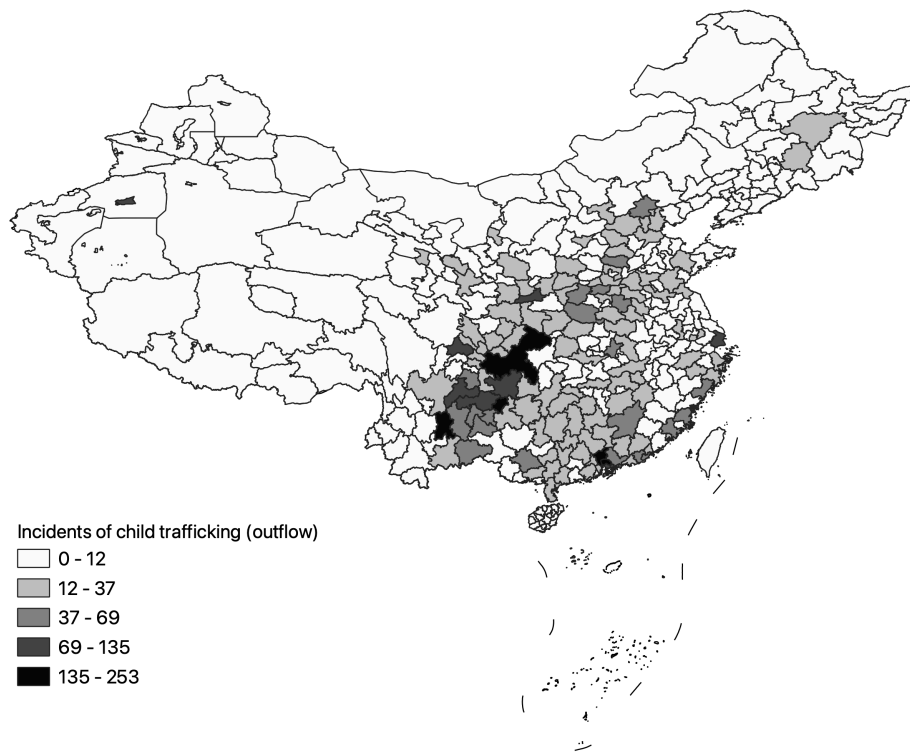 Incidents of child trafficking (outflow)
0 - 12
12 - 37
37 - 69
69 - 135
135 - 253